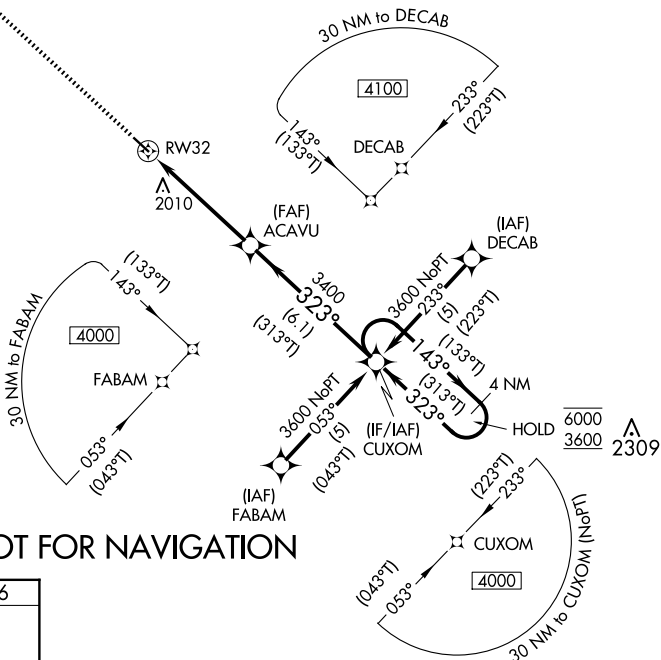 30 NM to DECAB
4100
143°
(133°T)
233°
(223°T)
DECAB
RW32
2010
(FAF)
ACAVU
(IAF)
DECAB
3400
323°
(6.1)
(313°T)
3600 NoPT
233°
(5)
(223°T)
30 NM to FABAM
(133°T)
143°
4000
FABAM
053°
(043°T)
143°
(133°T)
(313°T)
323°
4 NM
HOLD
6000
3600
2309
(IF/IAF)
CUXOM
3600 NoPT
053°
(5)
(043°T)
(IAF)
FABAM
(223°T)
233°
CUXOM
4000
(043°T)
053°
30 NM to CUXOM (NoPT)
OT FOR NAVIGATION
6